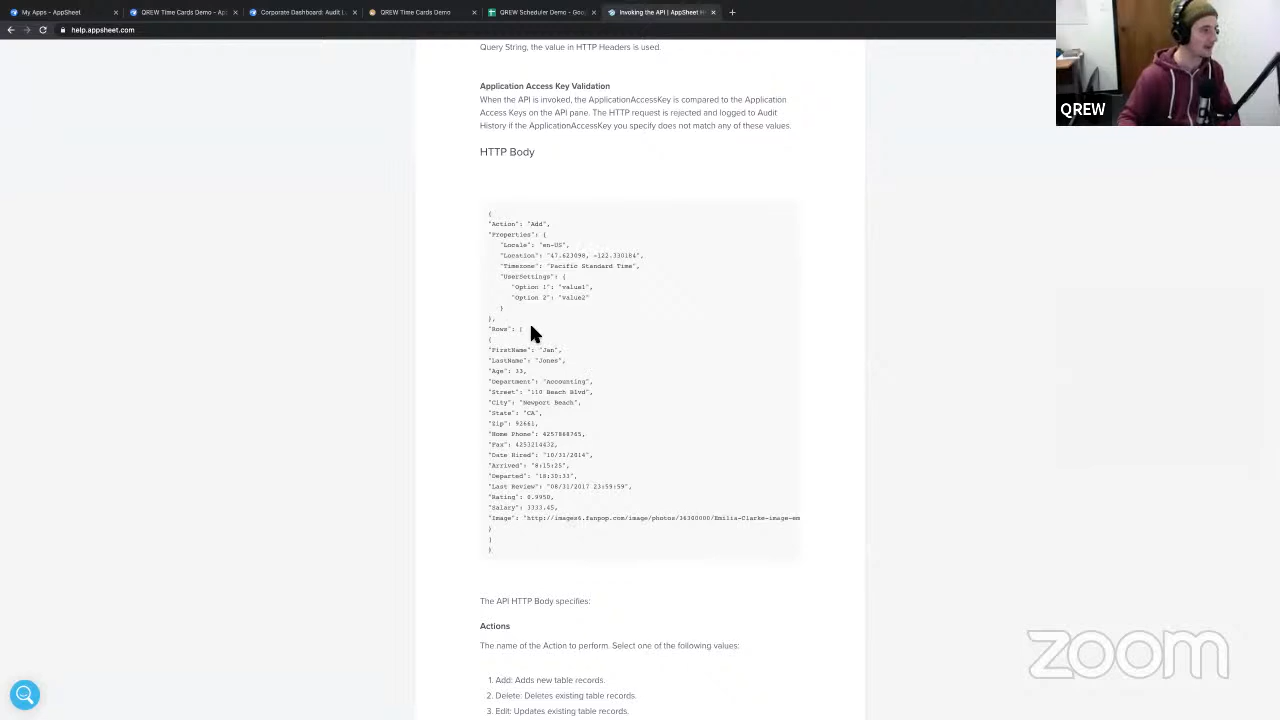 My Apps - AppSheet
QREW Time Cards Demo - Ap
Corporate Dashboard: Audit L
QREW Time Cards Demo
QREW Scheduler Demo - Goo
Invoking the API | AppSheet H
help.appsheet.com
Query String, the value in HTTP Headers is used.
Application Access Key Validation
When the API is invoked, the ApplicationAccessKey is compared to the Application
Access Keys on the API pane. The HTTP request is rejected and logged to Audit
History if the ApplicationAccessKey you specify does not match any of these values.
QREW
HTTP Body
{
"Action": "Add",
"Properties": {
"Locale": "en-US",
"Location": "47.623098, -122.330184",
"Timezone": "Pacific Standard Time",
"UserSettings": {
"Option 1": "value1",
"Option 2": "value2"
}
},
"Rows": [
{
"FirstName": "Jan",
"LastName": "Jones",
"Age": 33,
"Department": "Accounting",
"Street": "110 Beach Blvd",
"City": "Newport Beach",
"State": "CA",
"Zip": 92661,
"Home Phone": 4257868765,
"Fax": 4253214432,
"Date Hired": "10/31/2014",
"Arrived": "8:15:25",
"Departed": "18:30:33",
"Last Review": "08/31/2017 23:59:59",
"Rating": 0.9950,
"Salary": 3333.45,
"Image": "http://images6.fanpop.com/image/photos/36300000/Emilia-Clarke-image-em
}
]
}
The API HTTP Body specifies:
Actions
The name of the Action to perform. Select one of the following values:
1. Add: Adds new table records.
2. Delete: Deletes existing table records.
3. Edit: Updates existing table records.
zoom